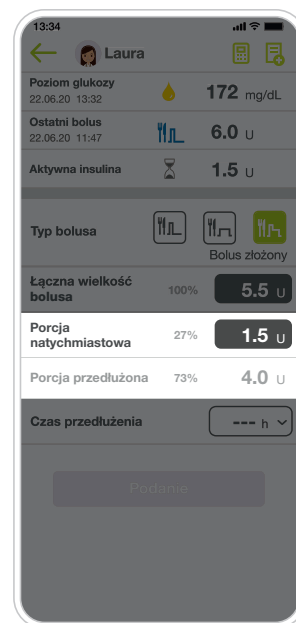 13:34
Laura
Poziom glukozy
22.06.20 13:32
172 mg/dL
Ostatni bolus
22.06.20 11:47
6.0 U
Aktywna insulina
1.5 U
Typ bolusa
Bolus złożony
Łączna wielkość
bolusa
100%
5.5 U
Porcja
natychmiastowa
27%
1.5 U
Porcja przedłużona
73%
4.0 U
Czas przedłużenia
--- h
Podanie